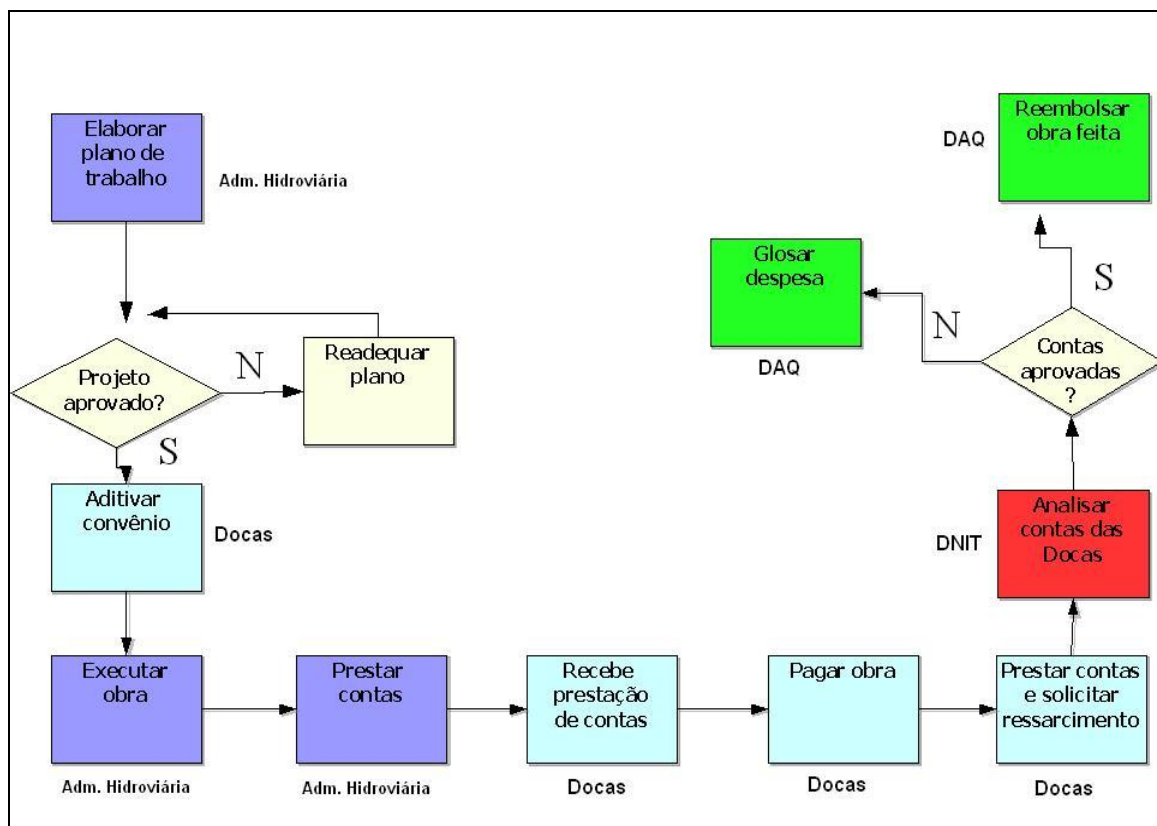 Elaborar
plano de
trabalho
Adm. Hidroviária
Projeto
aprovado?
N
Readequar
plano
S
Aditivar
convênio
Docas
Executar
obra
Adm. Hidroviária
Prestar
contas
Adm. Hidroviária
Recebe
prestação
de contas
Docas
Pagar obra
Docas
Prestar contas
e solicitar
ressarcimento
Docas
Analisar
contas das
Docas
DNIT
Contas
aprovadas
?
N
Glosar
despesa
DAQ
S
Reembolsar
obra feita
DAQ